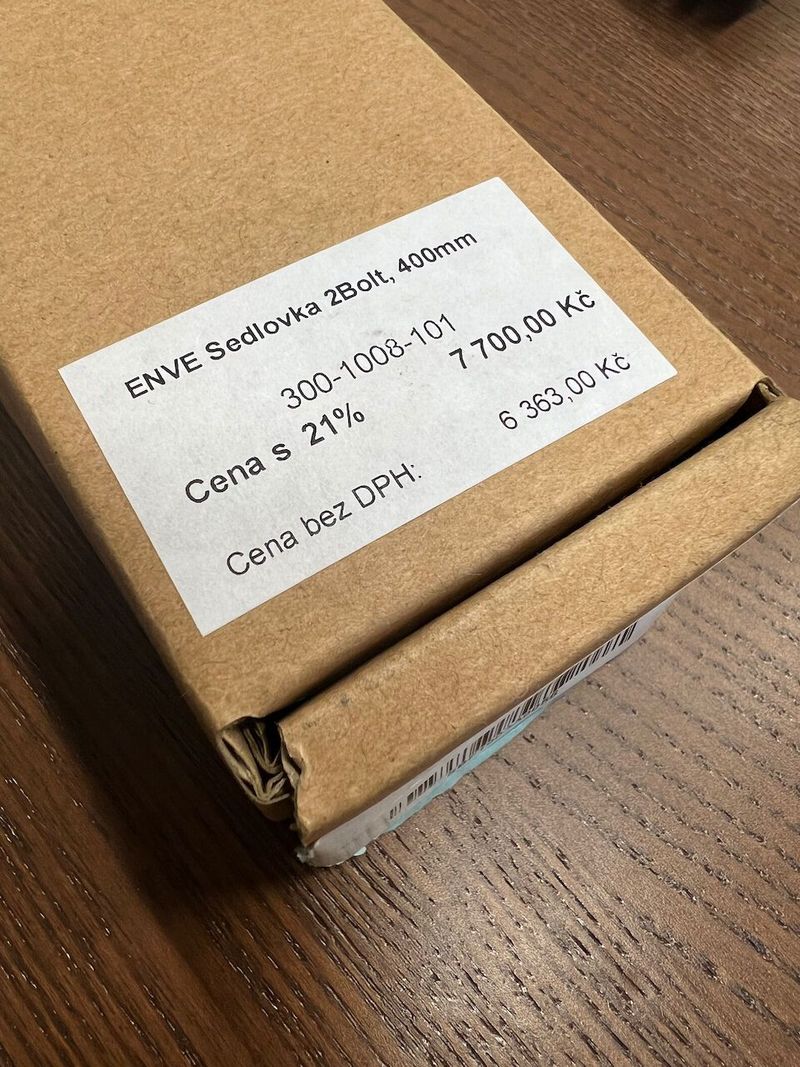 ENVE Sedlovka 2Bolt, 400mm
300-1008-101
Cena s 21% 7 700,00 Kč
Cena bez DPH: 6 363,00 Kč